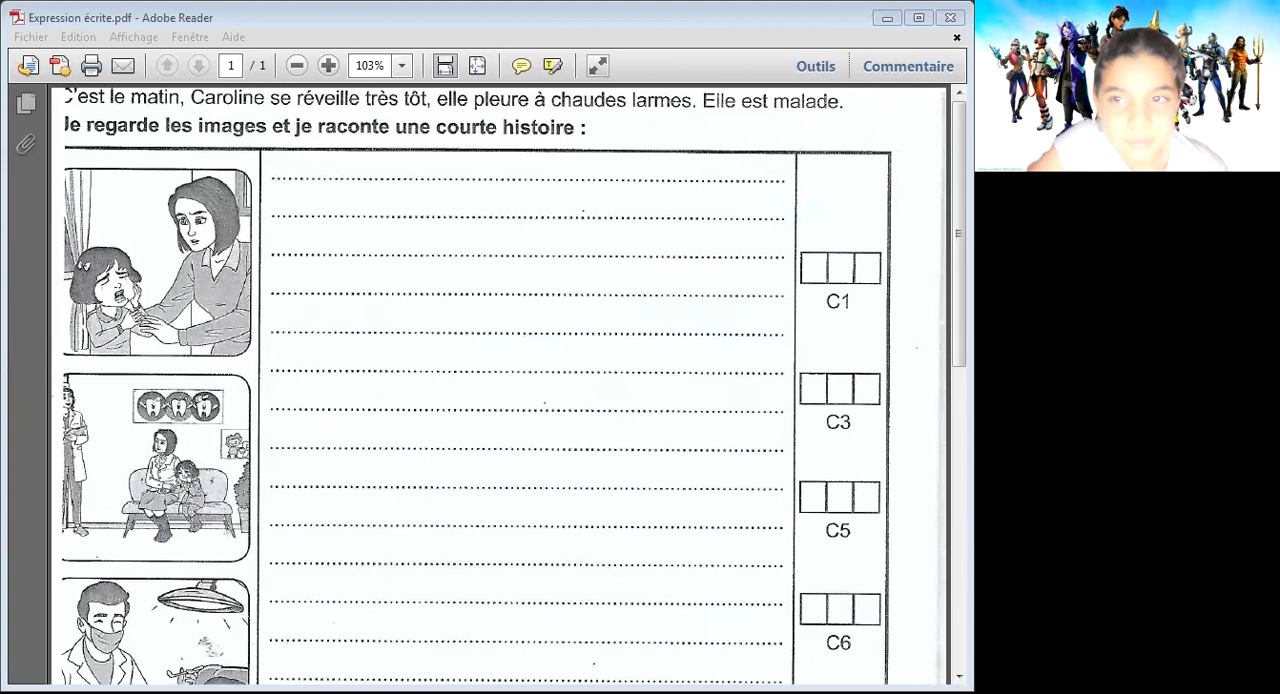 Expression écrite.pdf - Adobe Reader
Fichier Edition Affichage Fenêtre Aide
1 / 1 103% Outils Commentaire
C'est le matin, Caroline se réveille très tôt, elle pleure à chaudes larmes. Elle est malade.
Je regarde les images et je raconte une courte histoire :
C1
C3
C5
C6